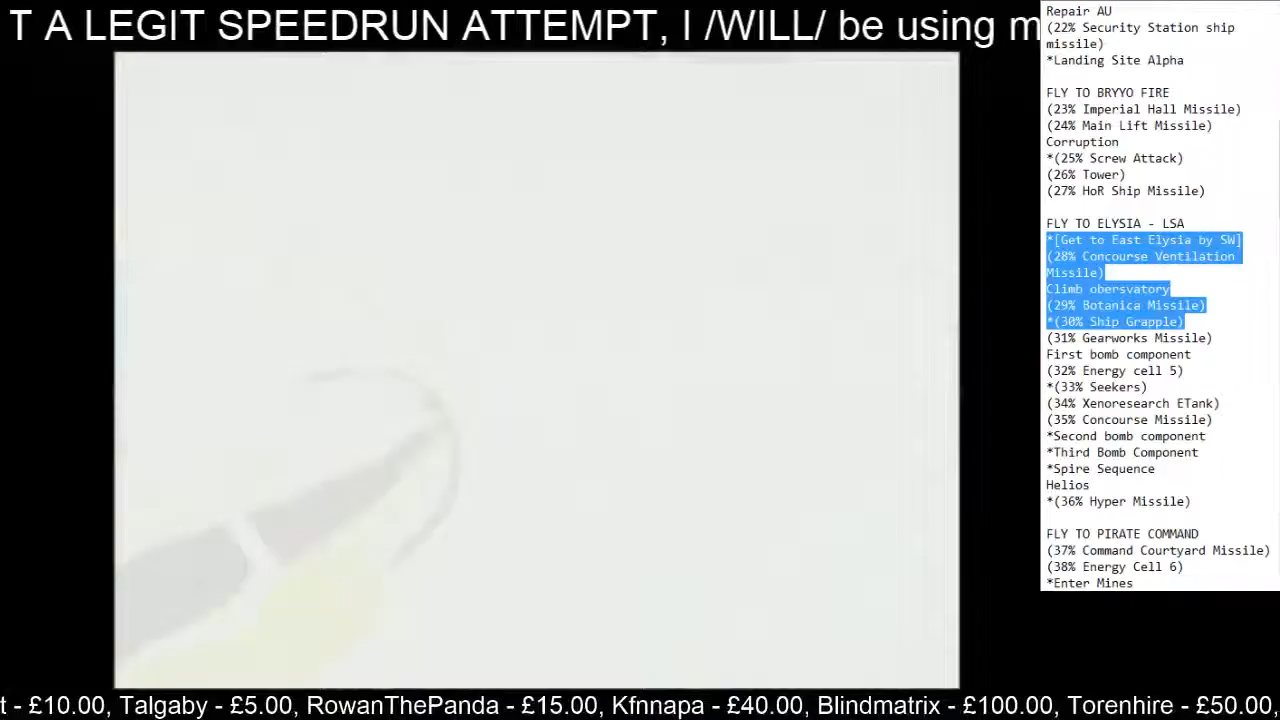 T A LEGIT SPEEDRUN ATTEMPT, I /WILL/ be using m
Repair AU
(22% Security Station ship
missile)
*Landing Site Alpha
FLY TO BRYYO FIRE
(23% Imperial Hall Missile)
(24% Main Lift Missile)
Corruption
*(25% Screw Attack)
(26% Tower)
(27% HoR Ship Missile)
FLY TO ELYSIA - LSA
*[Get to East Elysia by SW]
(28% Concourse Ventilation
Missile)
Climb obersvatory
(29% Botanica Missile)
*(30% Ship Grapple)
(31% Gearworks Missile)
First bomb component
(32% Energy cell 5)
*(33% Seekers)
(34% Xenoresearch ETank)
(35% Concourse Missile)
*Second bomb component
*Third Bomb Component
*Spire Sequence
Helios
*(36% Hyper Missile)
FLY TO PIRATE COMMAND
(37% Command Courtyard Missile)
(38% Energy Cell 6)
*Enter Mines
t - £10.00, Talgaby - £5.00, RowanThePanda - £15.00, Kfnnapa - £40.00, Blindmatrix - £100.00, Torenhire - £50.00,